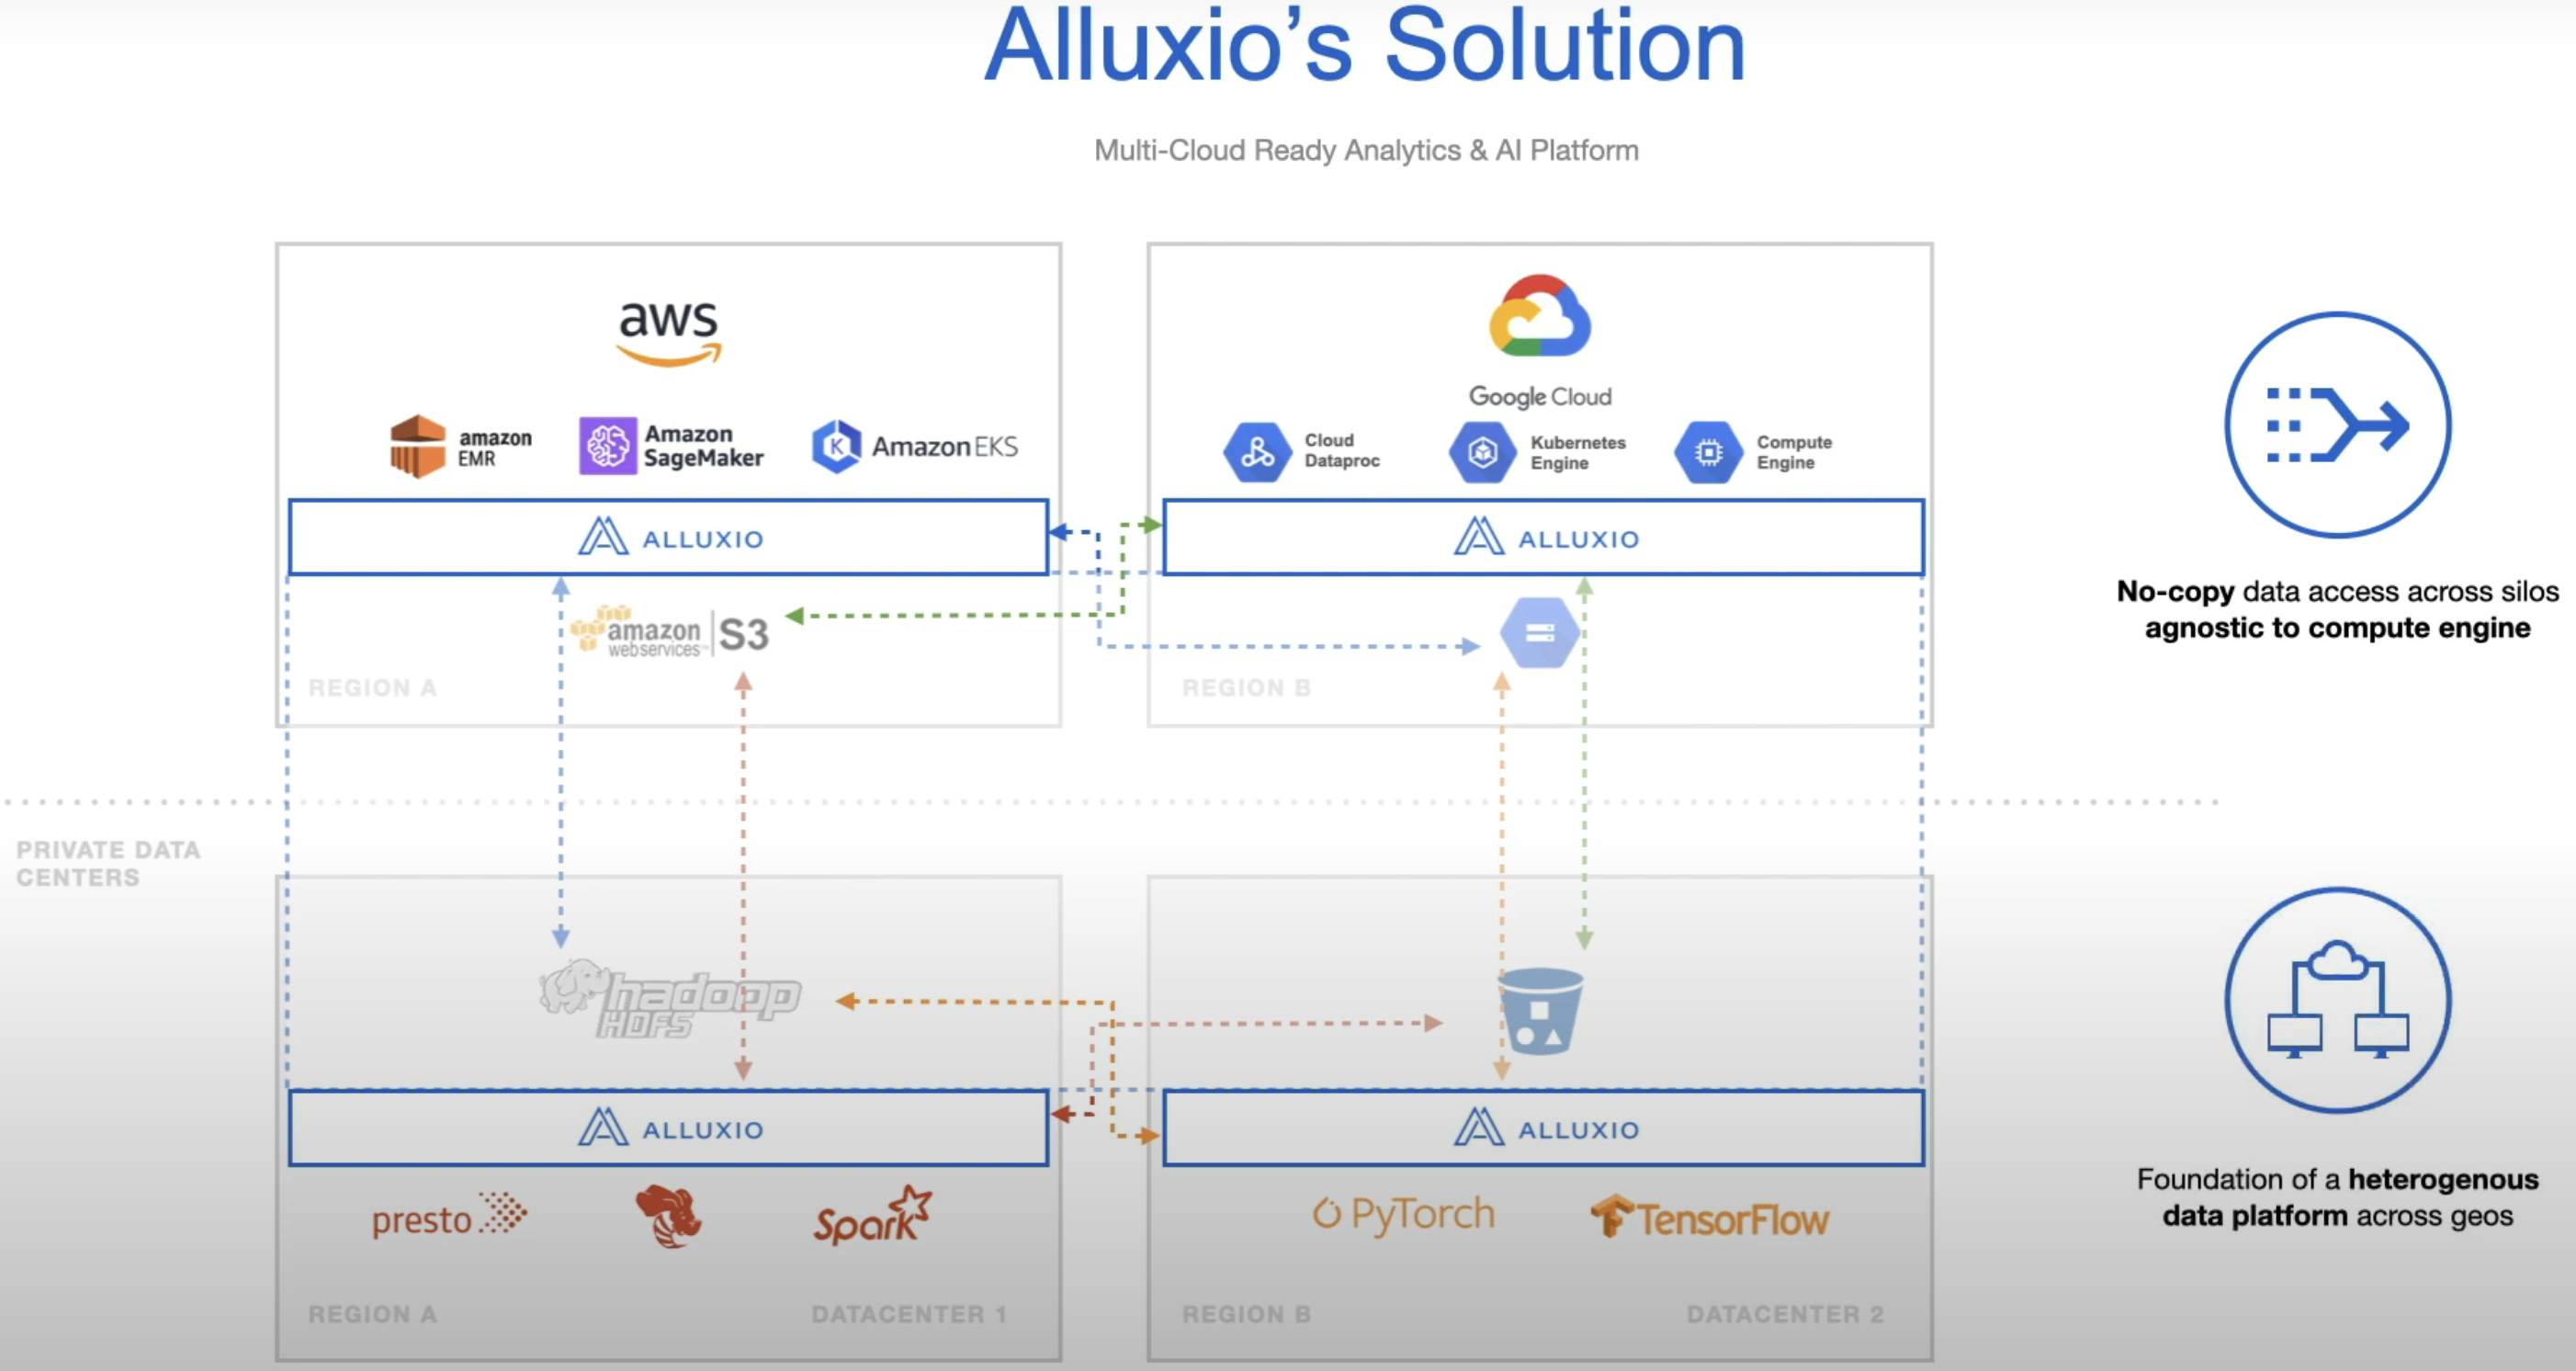 Alluxio's Solution
Multi-Cloud Ready Analytics & AI Platform
aws
amazon
EMR
Amazon
SageMaker
K
Amazon EKS
ALLUXIO
amazon
webservices™
S3
REGION A
Google Cloud
Cloud
Dataproc
Kubernetes
Engine
Compute
Engine
ALLUXIO
REGION B
No-copy data access across silos
agnostic to compute engine
PRIVATE DATA
CENTERS
hadoop
HDFS
ALLUXIO
presto
Spark
REGION A
DATACENTER 1
ALLUXIO
PyTorch
TensorFlow
REGION B
DATACENTER 2
Foundation of a heterogenous
data platform across geos